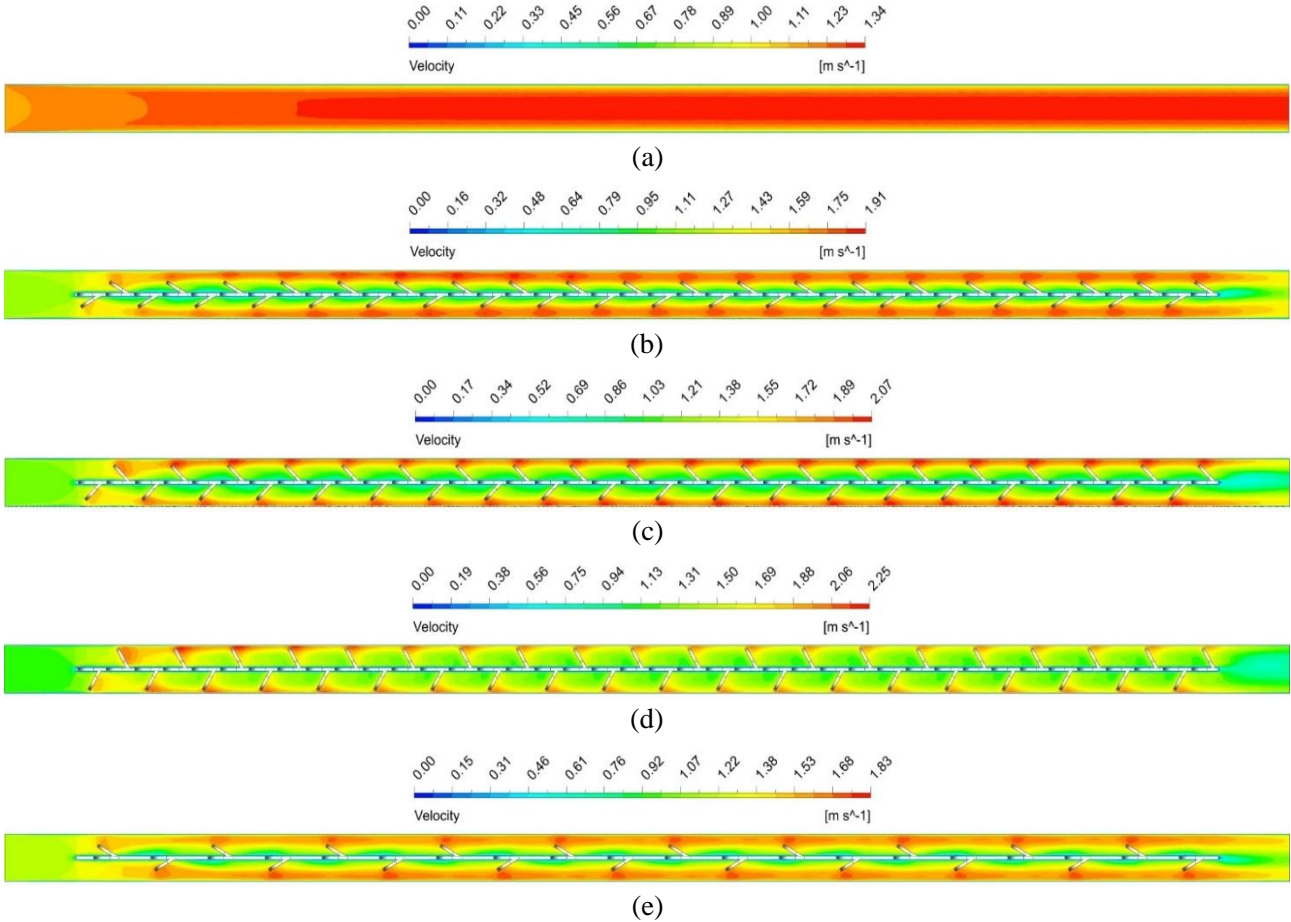 0.00 0.11 0.22 0.33 0.45 0.56 0.67 0.78 0.89 1.00 1.11 1.23 1.34
Velocity [m s^-1]
(a)
0.00 0.16 0.32 0.48 0.64 0.79 0.95 1.11 1.27 1.43 1.59 1.75 1.91
Velocity [m s^-1]
(b)
0.00 0.17 0.34 0.52 0.69 0.86 1.03 1.21 1.38 1.55 1.72 1.89 2.07
Velocity [m s^-1]
(c)
0.00 0.19 0.38 0.56 0.75 0.94 1.13 1.31 1.50 1.69 1.88 2.06 2.25
Velocity [m s^-1]
(d)
0.00 0.15 0.31 0.46 0.61 0.76 0.92 1.07 1.22 1.38 1.53 1.68 1.83
Velocity [m s^-1]
(e)